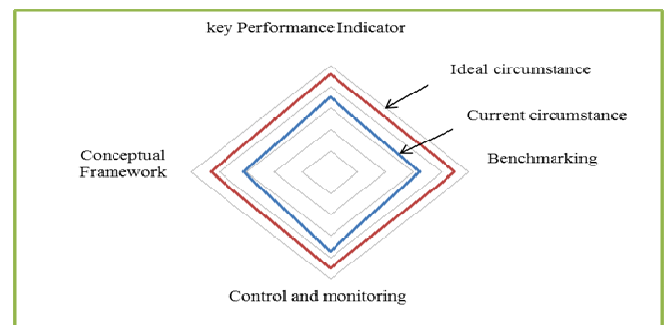 key Performance Indicator
Ideal circumstance
Current circumstance
Conceptual
Framework
Benchmarking
Control and monitoring